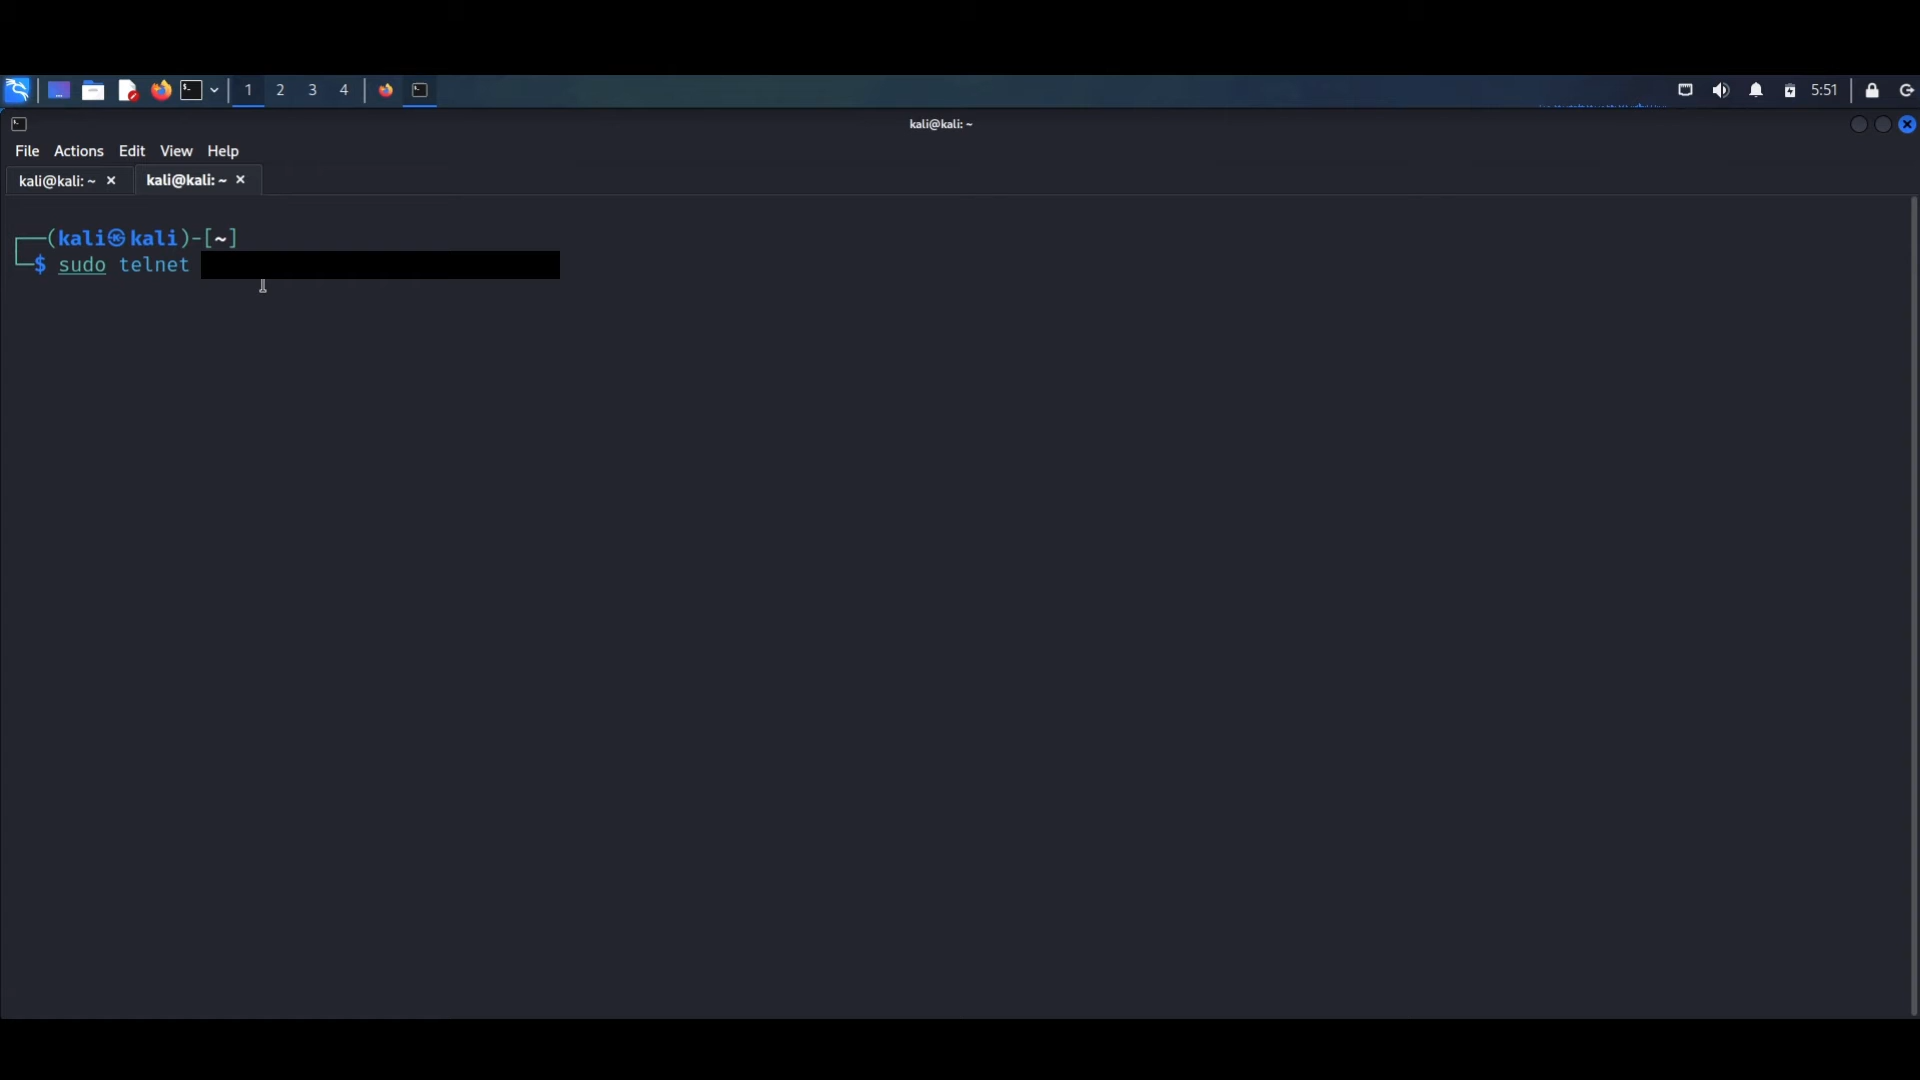 1 2 3 4 5:51
kali@kali: ~
File Actions Edit View Help
kali@kali: ~ × kali@kali: ~ ×
┌──(kali㉿kali)-[~]
└─$ sudo telnet